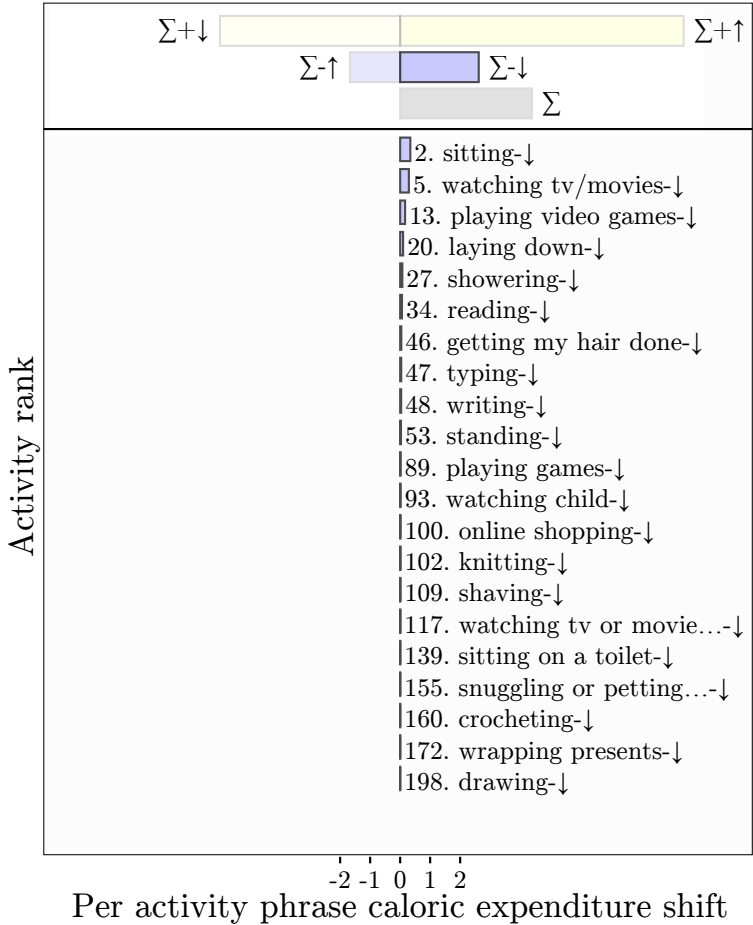 ∑+↓ ∑+↑
∑-↑ ∑-↓
∑
2. sitting-↓
5. watching tv/movies-↓
13. playing video games-↓
20. laying down-↓
27. showering-↓
34. reading-↓
46. getting my hair done-↓
47. typing-↓
48. writing-↓
53. standing-↓
89. playing games-↓
93. watching child-↓
100. online shopping-↓
102. knitting-↓
109. shaving-↓
117. watching tv or movie...-↓
139. sitting on a toilet-↓
155. snuggling or petting...-↓
160. crocheting-↓
172. wrapping presents-↓
198. drawing-↓
Activity rank
-2 -1 0 1 2
Per activity phrase caloric expenditure shift